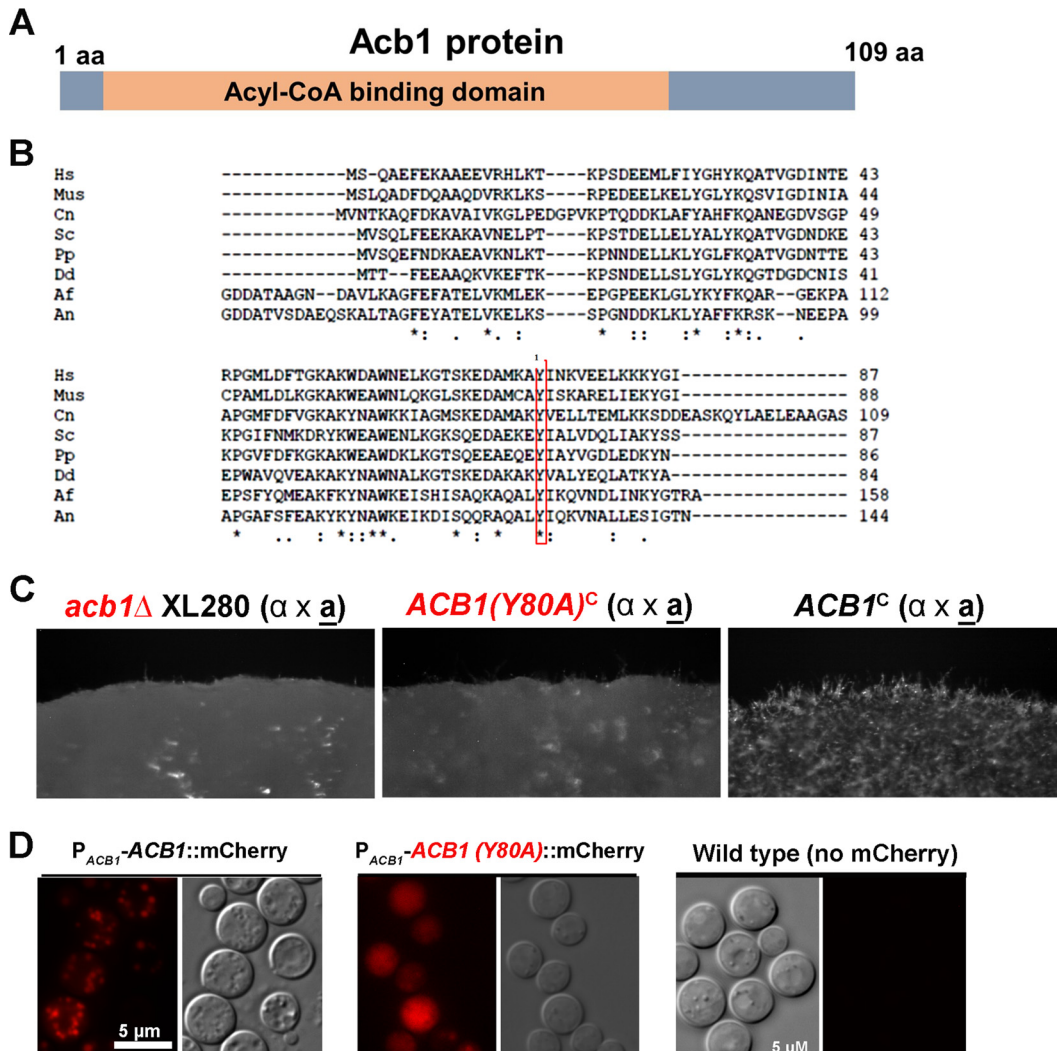 A
Acb1 protein
1 aa
109 aa
Acyl-CoA binding domain
B
Hs ------------MS-QAEFEKAAEEVRHLKT----KPSDEEMLFIYGHYKQATVGDINTE 43
Mus ------------MSLQADFDQAAQDVRKLKS----RPEDEELKELYGLYKQSVIGDINIA 44
Cn -----------MVNTKAQFDKAVAIVKGLPEDGPVKPTQDDKLAFYAHFKQANEGDVSGP 49
Sc -------------MVSQLFEEKAKAVNELPT----KPSTDELLELYALYKQATVGDNDKE 43
Pp -------------MVSQEFNDKAEAVKNLKT----KPNNDELLKLYGLFKQATVGDNTTE 43
Dd -------------MTT--FEEAAQKVKEFTK----KPSNDELLSLYGLYKQGTDGDCNIS 41
Af GDDATAAGN--DAVLKAGFEFATELVKMLEK----EPGPEEKLGLYKYFKQAR--GEKPA 112
An GDDATVSDAEQSKALTAGFEYATELVKELKS----SPGNDDKLKLYAFFKRSK--NEEPA 99
*: . *. : * :: :* :*:. .
1
Hs RPGMLDFTGKAKWDAWNELKGTSKEDAMKAYINKVEELKKKYGI---------------- 87
Mus CPAMLDLKGKAKWEAWNLQKGLSKEDAMCAYISKARELIEKYGI---------------- 88
Cn APGMFDFVGKAKYNAWKKIAGMSKEDAMAKYVELLTEMLKKSDDEASKQYLAELEAAGAS 109
Sc KPGIFNMKDRYKWEAWENLKGKSQEDAEKEYIALVDQLIAKYSS---------------- 87
Pp KPGVFDFKGKAKWEAWDKLKGTSQEEAEQEYIAYVGDLEDKYN----------------- 86
Dd EPWAVQVEAKAKYNAWNALKGTSKEDAKAKYVALYEQLATKYA----------------- 84
Af EPSFYQMEAKFKYNAWKEISHISAQKAQALYIKQVNDLINKYGTRA-------------- 158
An APGAFSFEAKYKYNAWKEIKDISQQRAQALYIQKVNALLESIGTN--------------- 144
* .. : *::**. * : * *: : .
C
acb1Δ XL280 (α x a)
ACB1(Y80A)ᶜ (α x a)
ACB1ᶜ (α x a)
D
PACB1-ACB1::mCherry
PACB1-ACB1 (Y80A)::mCherry
Wild type (no mCherry)
5 µm
5 µM